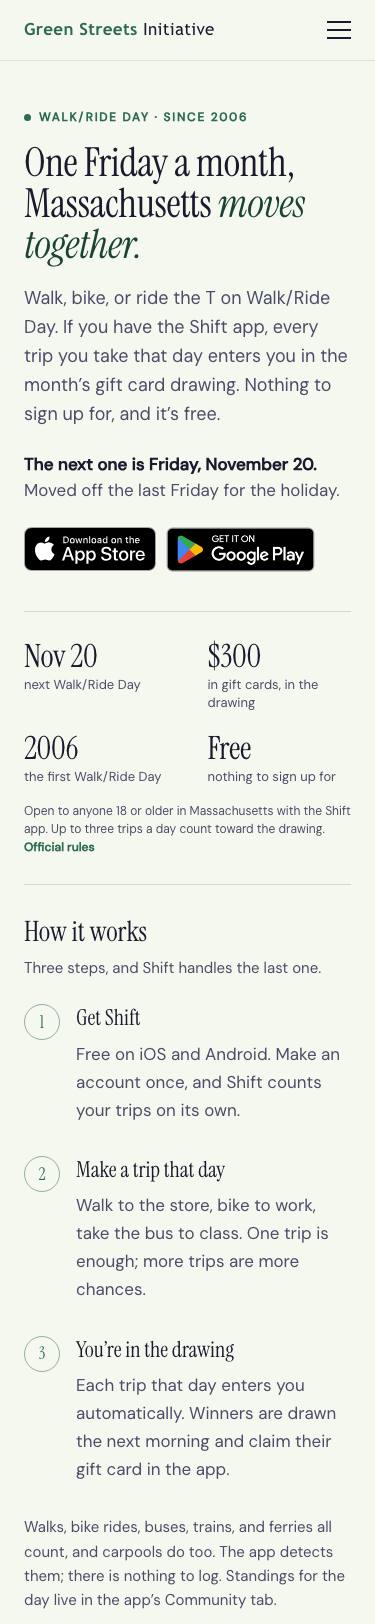 Green Streets Initiative
WALK/RIDE DAY · SINCE 2006
One Friday a month,
Massachusetts moves
together.
Walk, bike, or ride the T on Walk/Ride
Day. If you have the Shift app, every
trip you take that day enters you in the
month’s gift card drawing. Nothing to
sign up for, and it’s free.
The next one is Friday, November 20.
Moved off the last Friday for the holiday.
Download on the
App Store
GET IT ON
Google Play
Nov 20
next Walk/Ride Day
$300
in gift cards, in the
drawing
2006
the first Walk/Ride Day
Free
nothing to sign up for
Open to anyone 18 or older in Massachusetts with the Shift
app. Up to three trips a day count toward the drawing.
Official rules
How it works
Three steps, and Shift handles the last one.
1
Get Shift
Free on iOS and Android. Make an
account once, and Shift counts
your trips on its own.
2
Make a trip that day
Walk to the store, bike to work,
take the bus to class. One trip is
enough; more trips are more
chances.
3
You’re in the drawing
Each trip that day enters you
automatically. Winners are drawn
the next morning and claim their
gift card in the app.
Walks, bike rides, buses, trains, and ferries all
count, and carpools do too. The app detects
them; there is nothing to log. Standings for the
day live in the app’s Community tab.